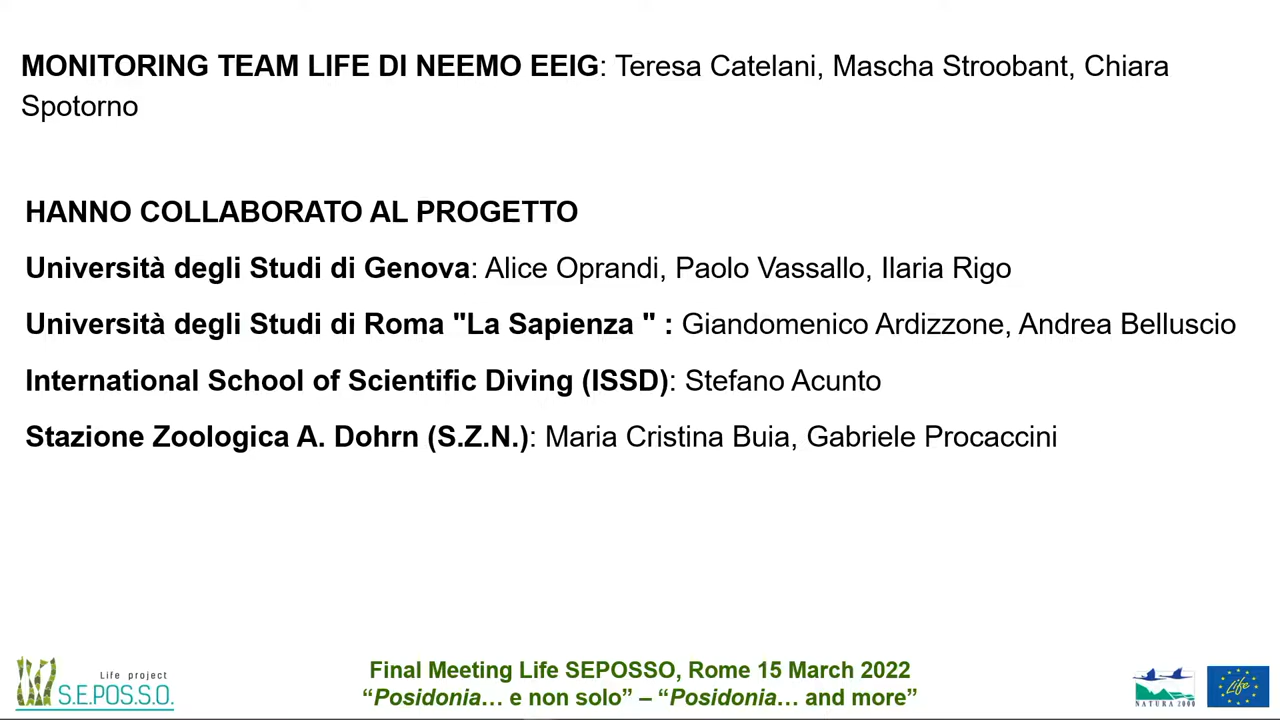 MONITORING TEAM LIFE DI NEEMO EEIG: Teresa Catelani, Mascha Stroobant, Chiara
Spotorno
HANNO COLLABORATO AL PROGETTO
Università degli Studi di Genova: Alice Oprandi, Paolo Vassallo, Ilaria Rigo
Università degli Studi di Roma "La Sapienza " : Giandomenico Ardizzone, Andrea Belluscio
International School of Scientific Diving (ISSD): Stefano Acunto
Stazione Zoologica A. Dohrn (S.Z.N.): Maria Cristina Buia, Gabriele Procaccini
Life project
S.E.POS.S.O.
Final Meeting Life SEPOSSO, Rome 15 March 2022
“Posidonia… e non solo” – “Posidonia… and more”
NATURA 2000
Life